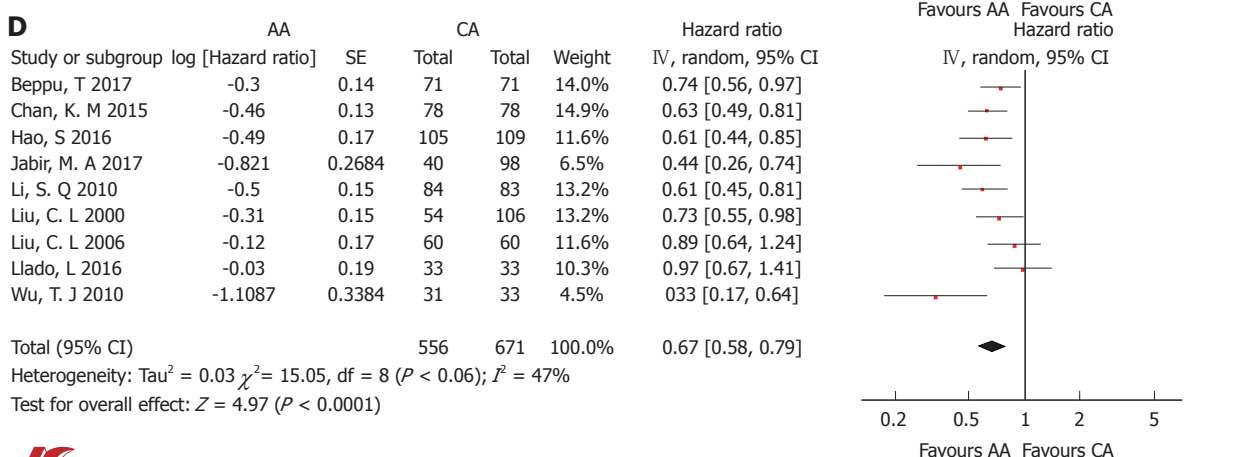 Favours AA Favours CA
D AA CA Hazard ratio Hazard ratio
Study or subgroup log [Hazard ratio] SE Total Total Weight Ⅳ, random, 95% CI Ⅳ, random, 95% CI
Beppu, T 2017 -0.3 0.14 71 71 14.0% 0.74 [0.56, 0.97]
Chan, K. M 2015 -0.46 0.13 78 78 14.9% 0.63 [0.49, 0.81]
Hao, S 2016 -0.49 0.17 105 109 11.6% 0.61 [0.44, 0.85]
Jabir, M. A 2017 -0.821 0.2684 40 98 6.5% 0.44 [0.26, 0.74]
Li, S. Q 2010 -0.5 0.15 84 83 13.2% 0.61 [0.45, 0.81]
Liu, C. L 2000 -0.31 0.15 54 106 13.2% 0.73 [0.55, 0.98]
Liu, C. L 2006 -0.12 0.17 60 60 11.6% 0.89 [0.64, 1.24]
Llado, L 2016 -0.03 0.19 33 33 10.3% 0.97 [0.67, 1.41]
Wu, T. J 2010 -1.1087 0.3384 31 33 4.5% 033 [0.17, 0.64]
Total (95% CI) 556 671 100.0% 0.67 [0.58, 0.79]
Heterogeneity: Tau² = 0.03 χ² = 15.05, df = 8 (P < 0.06); I² = 47%
Test for overall effect: Z = 4.97 (P < 0.0001)
0.2 0.5 1 2 5
Favours AA Favours CA